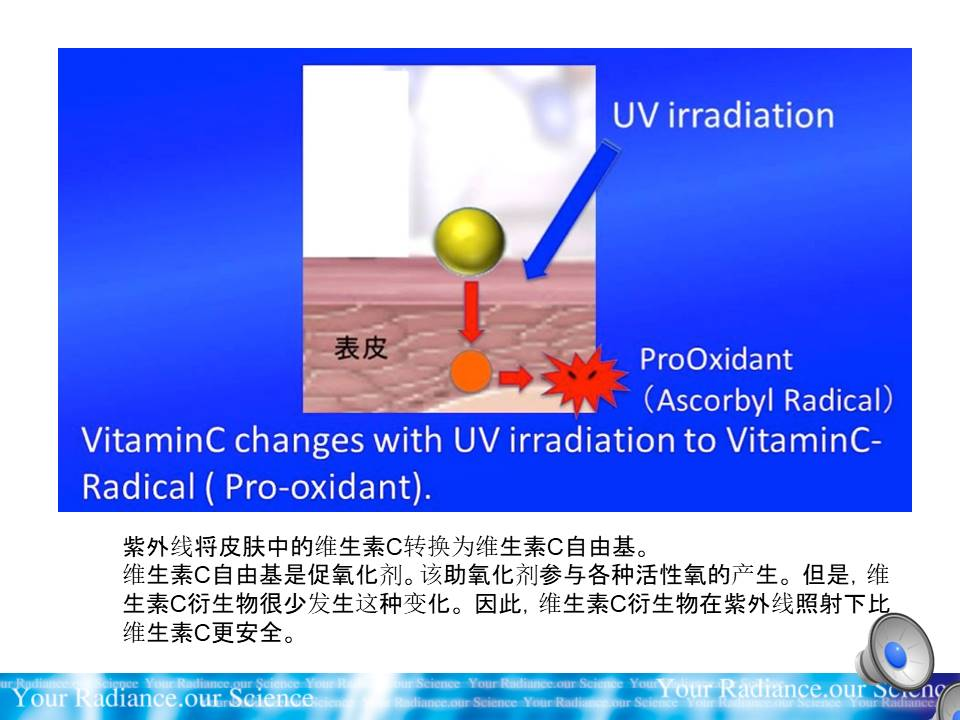 UV irradiation
表皮
ProOxidant
（Ascorbyl Radical）
VitaminC changes with UV irradiation to VitaminC-
Radical ( Pro-oxidant).
紫外线将皮肤中的维生素C转换为维生素C自由基。
维生素C自由基是促氧化剂。该助氧化剂参与各种活性氧的产生。但是，维
生素C衍生物很少发生这种变化。因此，维生素C衍生物在紫外线照射下比
维生素C更安全。
Your Radiance.our Science
Your Radiance.our Scienc